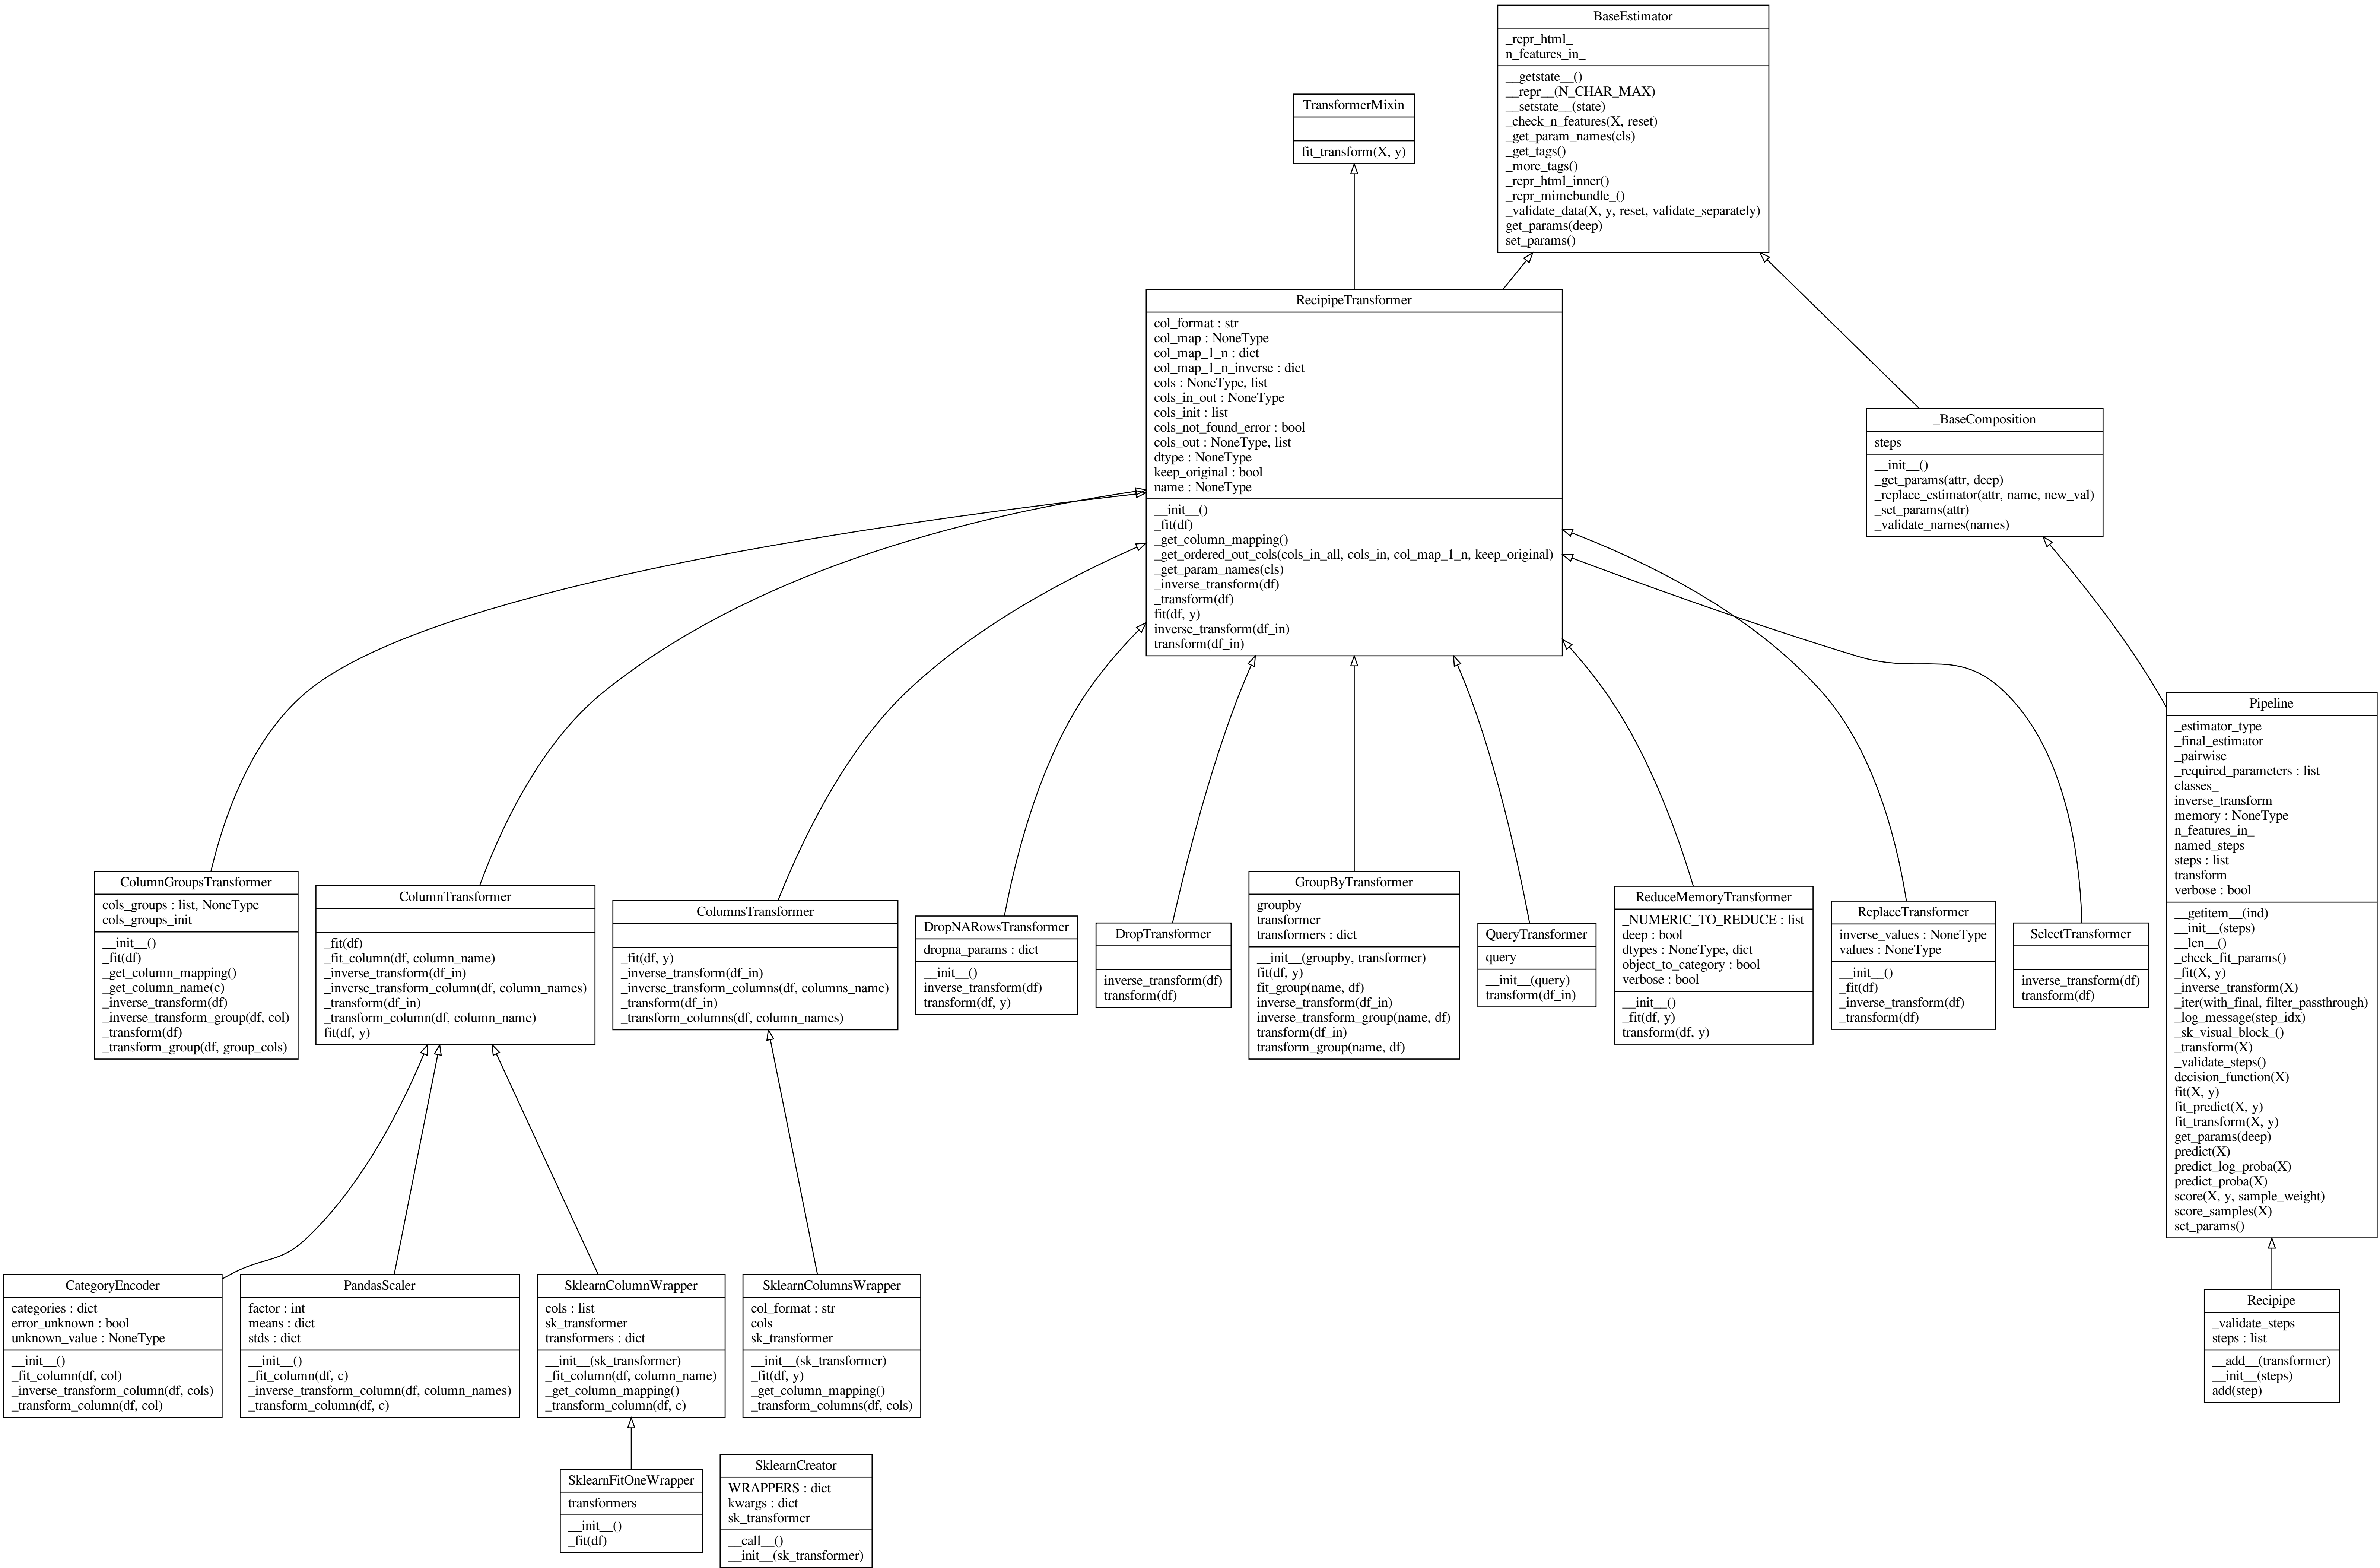 BaseEstimator
_repr_html_
n_features_in_
__getstate__()
__repr__(N_CHAR_MAX)
__setstate__(state)
_check_n_features(X, reset)
_get_param_names(cls)
_get_tags()
_more_tags()
_repr_html_inner()
_repr_mimebundle_()
_validate_data(X, y, reset, validate_separately)
get_params(deep)
set_params()
TransformerMixin
fit_transform(X, y)
RecipipeTransformer
col_format : str
col_map : NoneType
col_map_1_n : dict
col_map_1_n_inverse : dict
cols : NoneType, list
cols_in_out : NoneType
cols_init : list
cols_not_found_error : bool
cols_out : NoneType, list
dtype : NoneType
keep_original : bool
name : NoneType
__init__()
_fit(df)
_get_column_mapping()
_get_ordered_out_cols(cols_in_all, cols_in, col_map_1_n, keep_original)
_get_param_names(cls)
_inverse_transform(df)
_transform(df)
fit(df, y)
inverse_transform(df_in)
transform(df_in)
_BaseComposition
steps
__init__()
_get_params(attr, deep)
_replace_estimator(attr, name, new_val)
_set_params(attr)
_validate_names(names)
Pipeline
_estimator_type
_final_estimator
_pairwise
_required_parameters : list
classes_
inverse_transform
memory : NoneType
n_features_in_
named_steps
steps : list
transform
verbose : bool
__getitem__(ind)
__init__(steps)
__len__()
_check_fit_params()
_fit(X, y)
_inverse_transform(X)
_iter(with_final, filter_passthrough)
_log_message(step_idx)
_sk_visual_block_()
_transform(X)
_validate_steps()
decision_function(X)
fit(X, y)
fit_predict(X, y)
fit_transform(X, y)
get_params(deep)
predict(X)
predict_log_proba(X)
predict_proba(X)
score(X, y, sample_weight)
score_samples(X)
set_params()
ColumnGroupsTransformer
cols_groups : list, NoneType
cols_groups_init
__init__()
_fit(df)
_get_column_mapping()
_get_column_name(c)
_inverse_transform(df)
_inverse_transform_group(df, col)
_transform(df)
_transform_group(df, group_cols)
ColumnTransformer
_fit(df)
_fit_column(df, column_name)
_inverse_transform(df_in)
_inverse_transform_column(df, column_names)
_transform(df_in)
_transform_column(df, column_name)
fit(df, y)
ColumnsTransformer
_fit(df, y)
_inverse_transform(df_in)
_inverse_transform_columns(df, columns_name)
_transform(df_in)
_transform_columns(df, column_names)
DropNARowsTransformer
dropna_params : dict
__init__()
inverse_transform(df)
transform(df, y)
DropTransformer
inverse_transform(df)
transform(df)
GroupByTransformer
groupby
transformer
transformers : dict
__init__(groupby, transformer)
fit(df, y)
fit_group(name, df)
inverse_transform(df_in)
inverse_transform_group(name, df)
transform(df_in)
transform_group(name, df)
QueryTransformer
query
__init__(query)
transform(df_in)
ReduceMemoryTransformer
_NUMERIC_TO_REDUCE : list
deep : bool
dtypes : NoneType, dict
object_to_category : bool
verbose : bool
__init__()
_fit(df, y)
transform(df, y)
ReplaceTransformer
inverse_values : NoneType
values : NoneType
__init__()
_fit(df)
_inverse_transform(df)
_transform(df)
SelectTransformer
inverse_transform(df)
transform(df)
CategoryEncoder
categories : dict
error_unknown : bool
unknown_value : NoneType
__init__()
_fit_column(df, col)
_inverse_transform_column(df, cols)
_transform_column(df, col)
PandasScaler
factor : int
means : dict
stds : dict
__init__()
_fit_column(df, c)
_inverse_transform_column(df, column_names)
_transform_column(df, c)
SklearnColumnWrapper
cols : list
sk_transformer
transformers : dict
__init__(sk_transformer)
_fit_column(df, column_name)
_get_column_mapping()
_transform_column(df, c)
SklearnColumnsWrapper
col_format : str
cols
sk_transformer
__init__(sk_transformer)
_fit(df, y)
_get_column_mapping()
_transform_columns(df, cols)
Recipipe
_validate_steps
steps : list
__add__(transformer)
__init__(steps)
add(step)
SklearnFitOneWrapper
transformers
__init__()
_fit(df)
SklearnCreator
WRAPPERS : dict
kwargs : dict
sk_transformer
__call__()
__init__(sk_transformer)